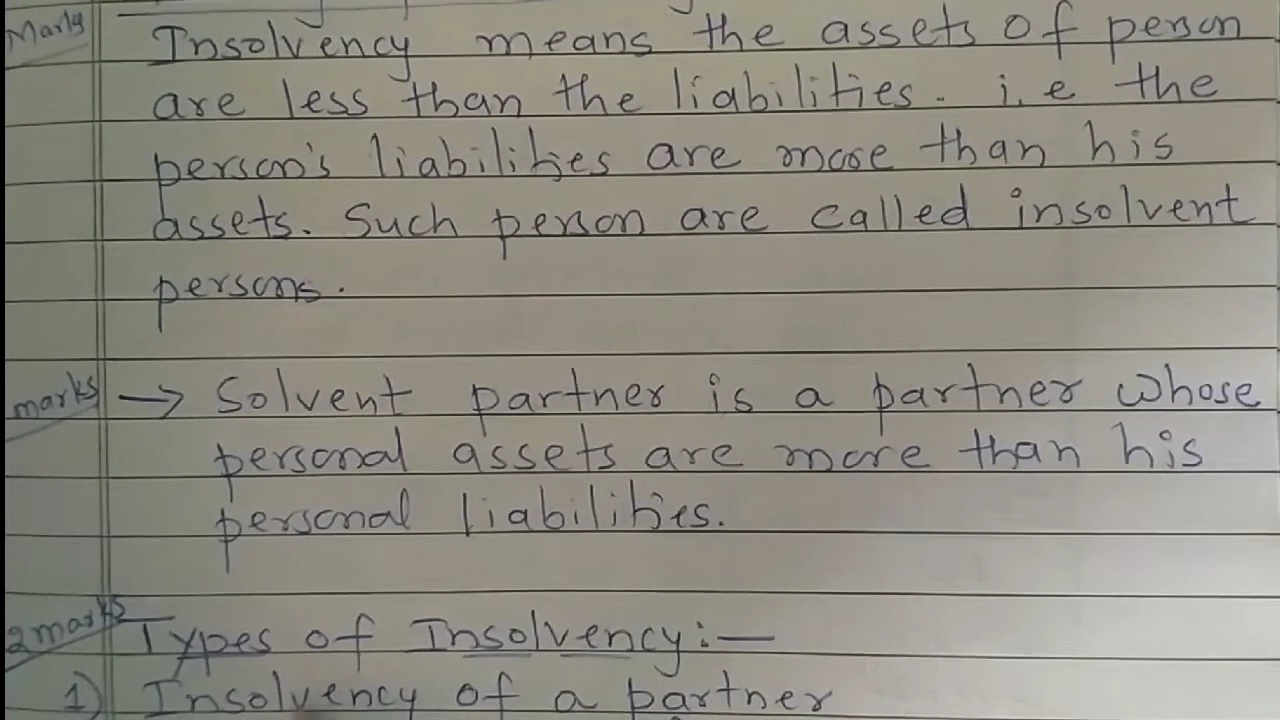 Marks
Insolvency means the assets of person
are less than the liabilities. i.e the
person's liabilities are more than his
assets. Such person are called insolvent
persons.
marks → Solvent partner is a partner whose
personal assets are more than his
personal liabilities.
2 marks Types of Insolvency:—
1) Insolvency of a partner